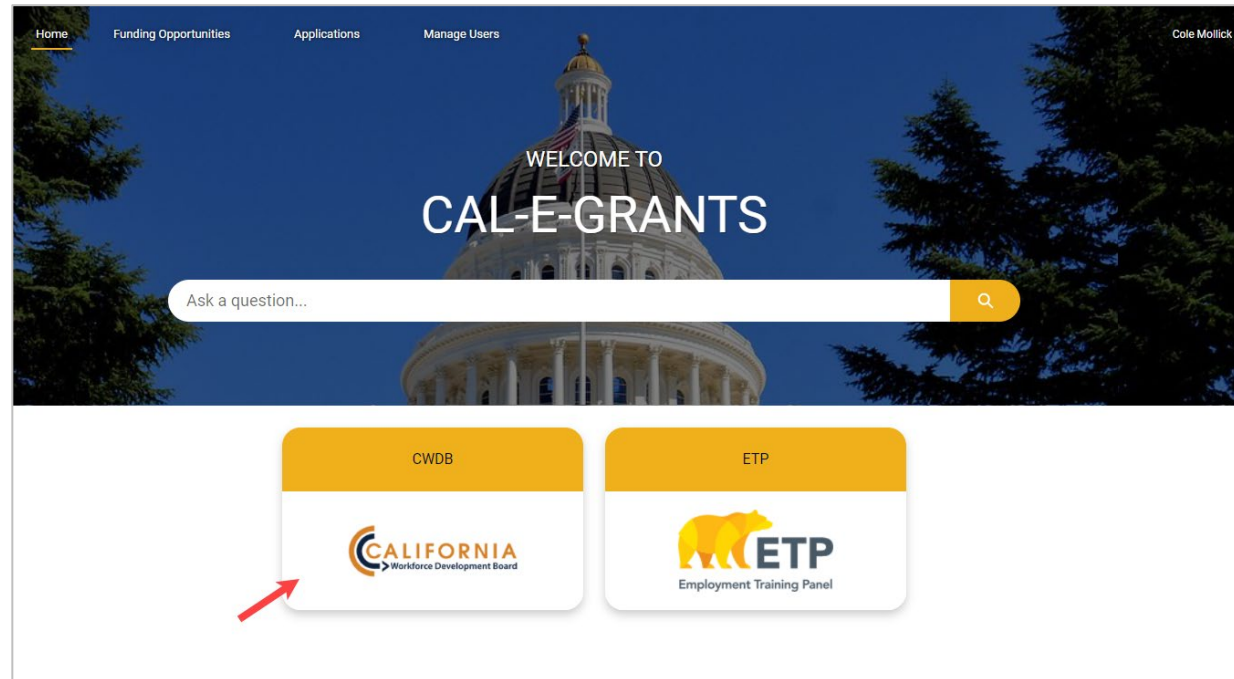 Home Funding Opportunities Applications Manage Users Cole Mollick
WELCOME TO
CAL-E-GRANTS
Ask a question...
CWDB
ETP
CALIFORNIA
Workforce Development Board
ETP
Employment Training Panel